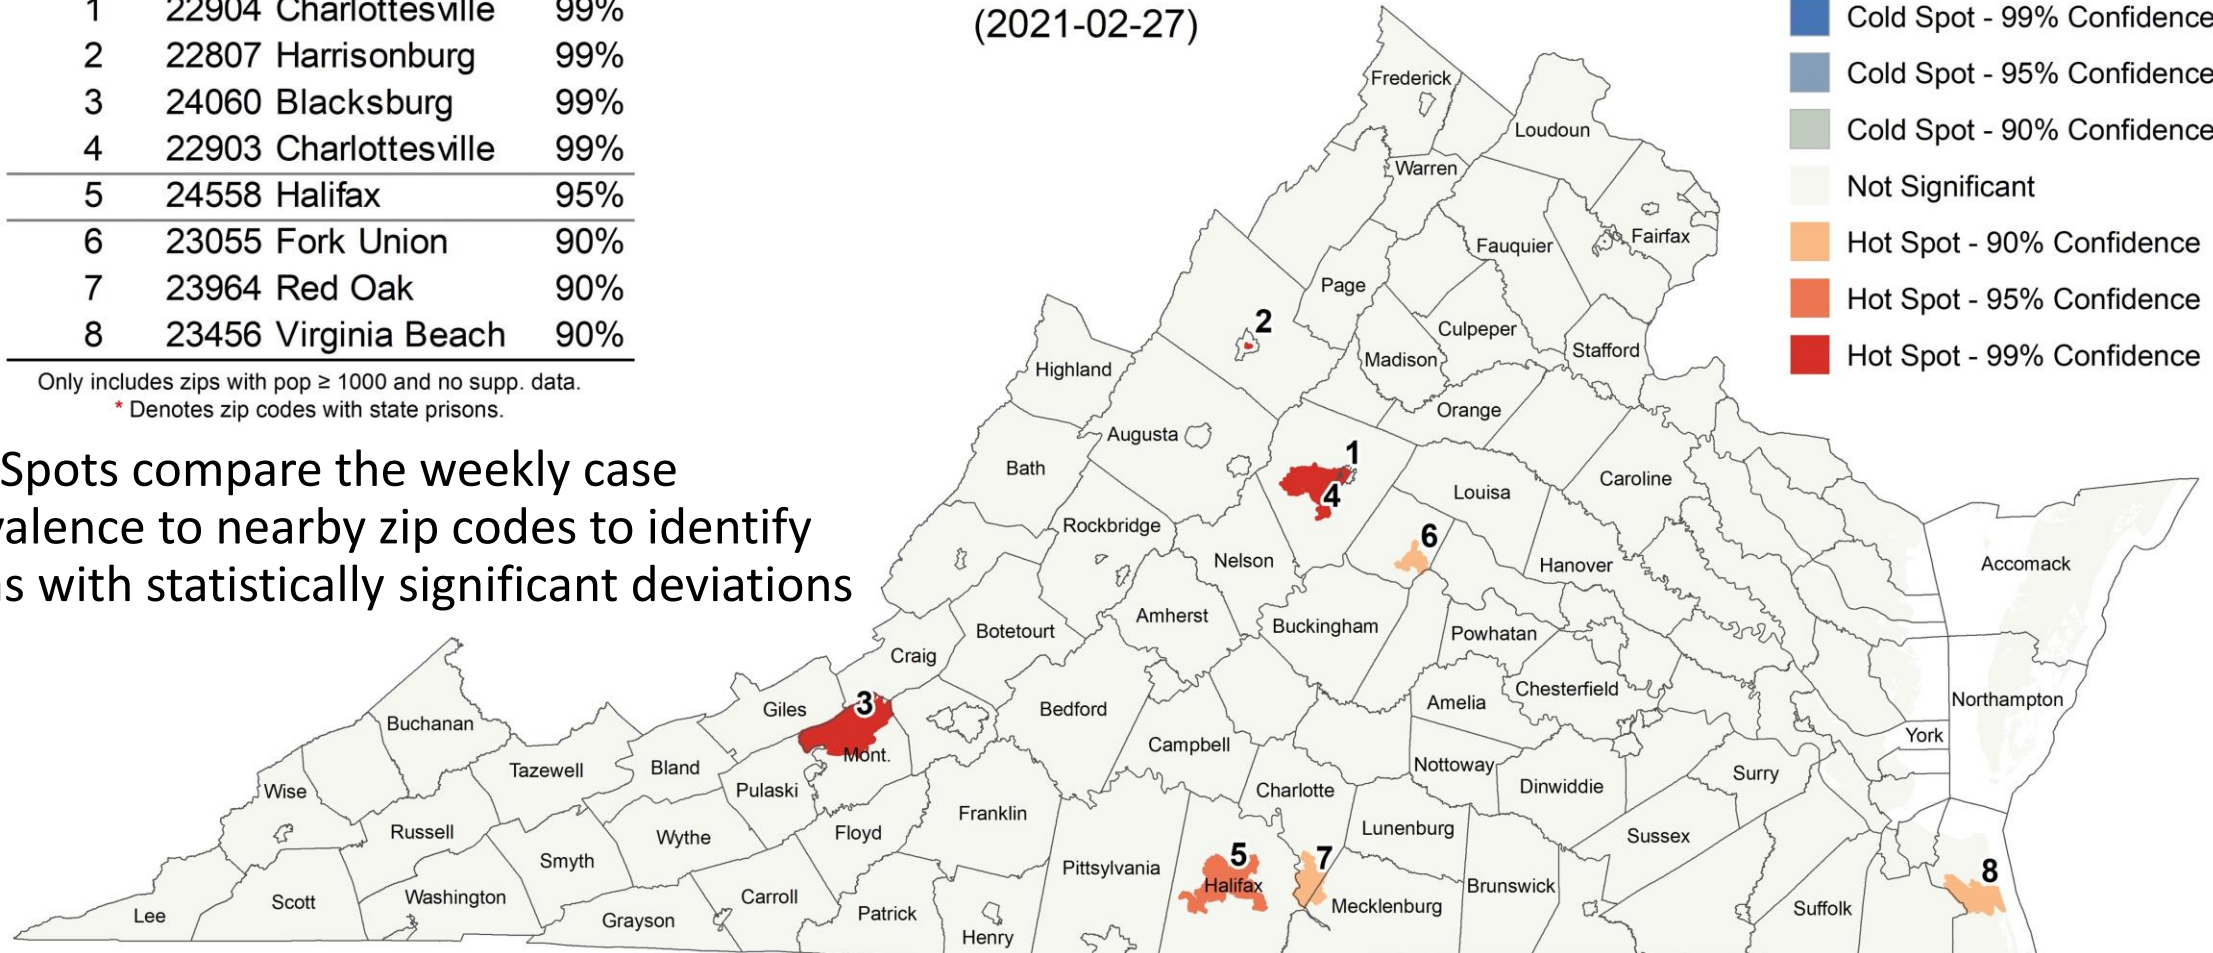 1 22904 Charlottesville 99%
2 22807 Harrisonburg 99%
3 24060 Blacksburg 99%
4 22903 Charlottesville 99%
5 24558 Halifax 95%
6 23055 Fork Union 90%
7 23964 Red Oak 90%
8 23456 Virginia Beach 90%
Only includes zips with pop ≥ 1000 and no supp. data.
* Denotes zip codes with state prisons.
Spots compare the weekly case
valence to nearby zip codes to identify
s with statistically significant deviations
(2021-02-27)
Cold Spot - 99% Confidence
Cold Spot - 95% Confidence
Cold Spot - 90% Confidence
Not Significant
Hot Spot - 90% Confidence
Hot Spot - 95% Confidence
Hot Spot - 99% Confidence
Frederick
Loudoun
Warren
Fairfax
Fauquier
Page
2
Culpeper
Stafford
Madison
Highland
Orange
Augusta
1
Bath
Caroline
Louisa
4
Rockbridge
6
Nelson
Hanover
Accomack
Amherst
Buckingham
Botetourt
Powhatan
Craig
Chesterfield
Northampton
Amelia
3
Giles
Bedford
Buchanan
York
Campbell
Mont.
Nottoway
Tazewell
Bland
Surry
Dinwiddie
Pulaski
Charlotte
Wise
Franklin
Lunenburg
Russell
Floyd
Sussex
Wythe
5
7
Smyth
Pittsylvania
8
Halifax
Brunswick
Washington
Carroll
Scott
Mecklenburg
Suffolk
Lee
Patrick
Grayson
Henry